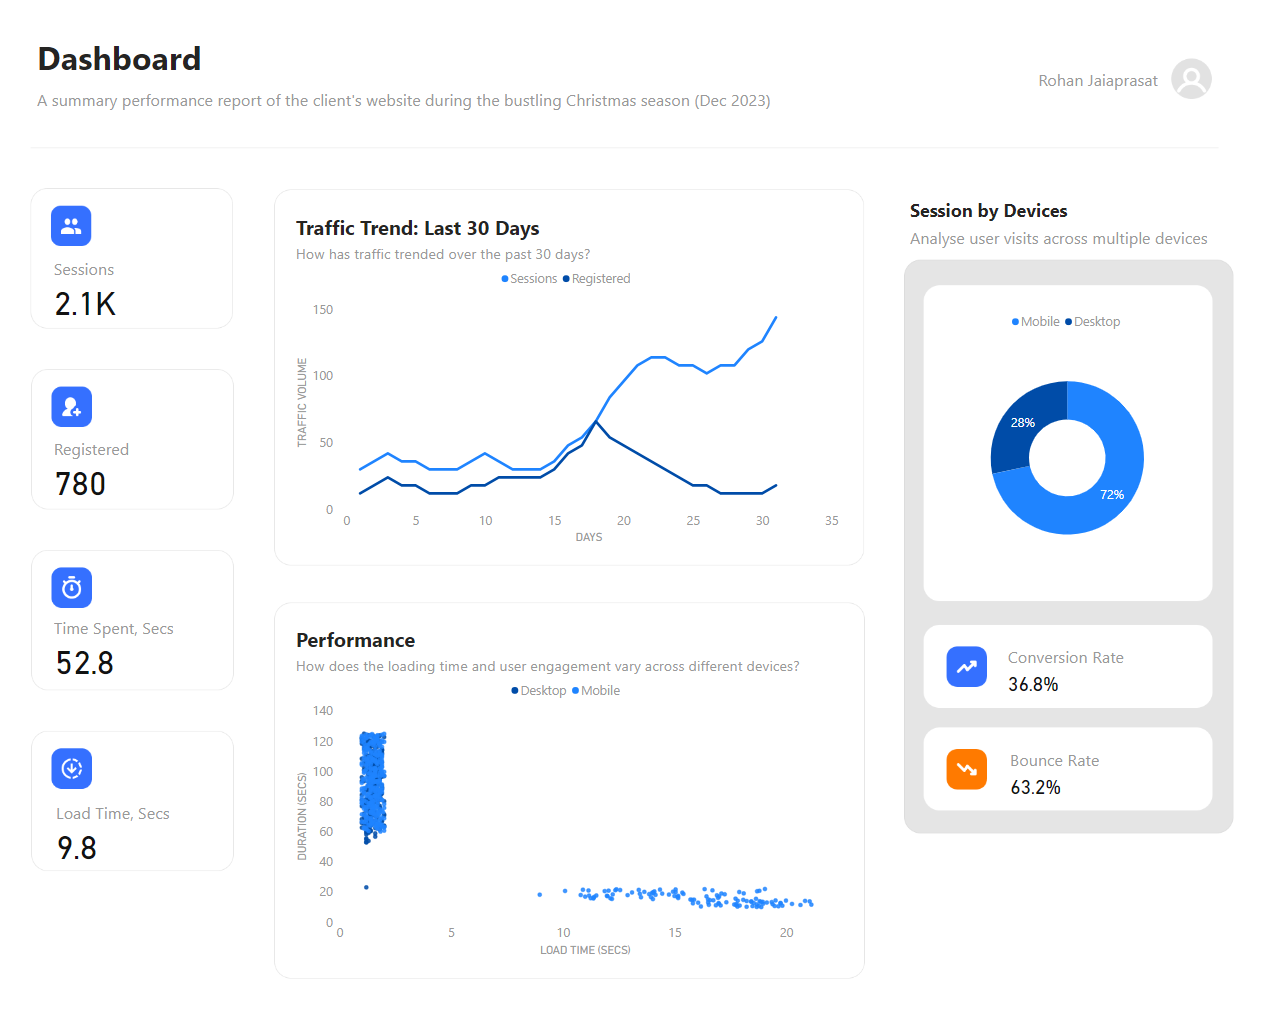 Dashboard
A summary performance report of the client's website during the bustling Christmas season (Dec 2023)
Rohan Jaiaprasat
Sessions
2.1K
Registered
780
Time Spent, Secs
52.8
Load Time, Secs
9.8
Traffic Trend: Last 30 Days
How has traffic trended over the past 30 days?
Sessions Registered
TRAFFIC VOLUME
150
100
50
0
0 5 10 15 20 25 30 35
DAYS
Performance
How does the loading time and user engagement vary across different devices?
Desktop Mobile
DURATION (SECS)
140
120
100
80
60
40
20
0
0 5 10 15 20
LOAD TIME (SECS)
Session by Devices
Analyse user visits across multiple devices
Mobile Desktop
28%
72%
Conversion Rate
36.8%
Bounce Rate
63.2%